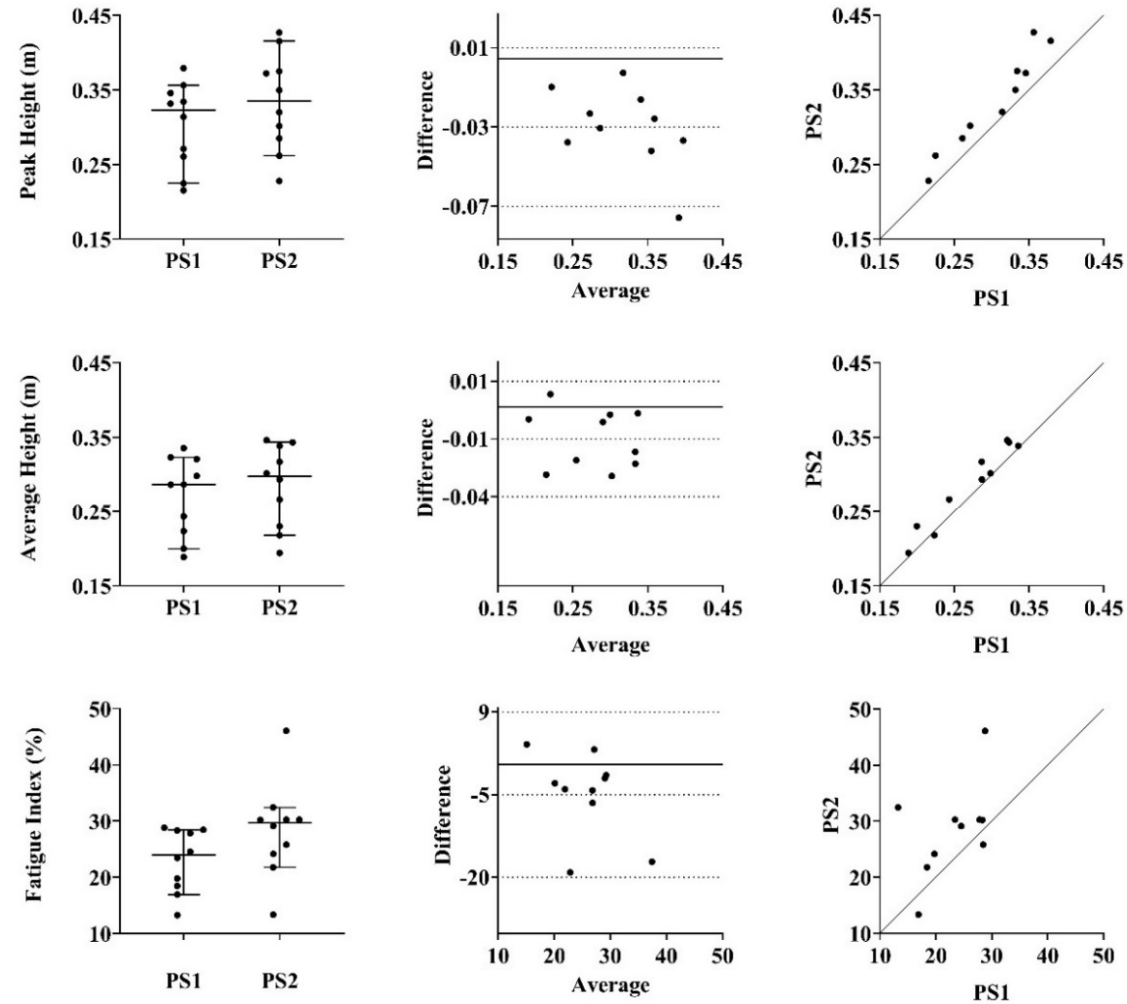 Peak Height (m)
0.45
0.35
0.25
0.15
PS1 PS2
Difference
0.01
-0.03
-0.07
0.15 0.25 0.35 0.45
Average
PS2
0.45
0.35
0.25
0.15
0.15 0.25 0.35 0.45
PS1
Average Height (m)
0.45
0.35
0.25
0.15
PS1 PS2
Difference
0.01
-0.01
-0.04
0.15 0.25 0.35 0.45
Average
PS2
0.45
0.35
0.25
0.15
0.15 0.25 0.35 0.45
PS1
Fatigue Index (%)
50
40
30
20
10
PS1 PS2
Difference
9
-5
-20
10 20 30 40 50
Average
PS2
50
40
30
20
10
10 20 30 40 50
PS1